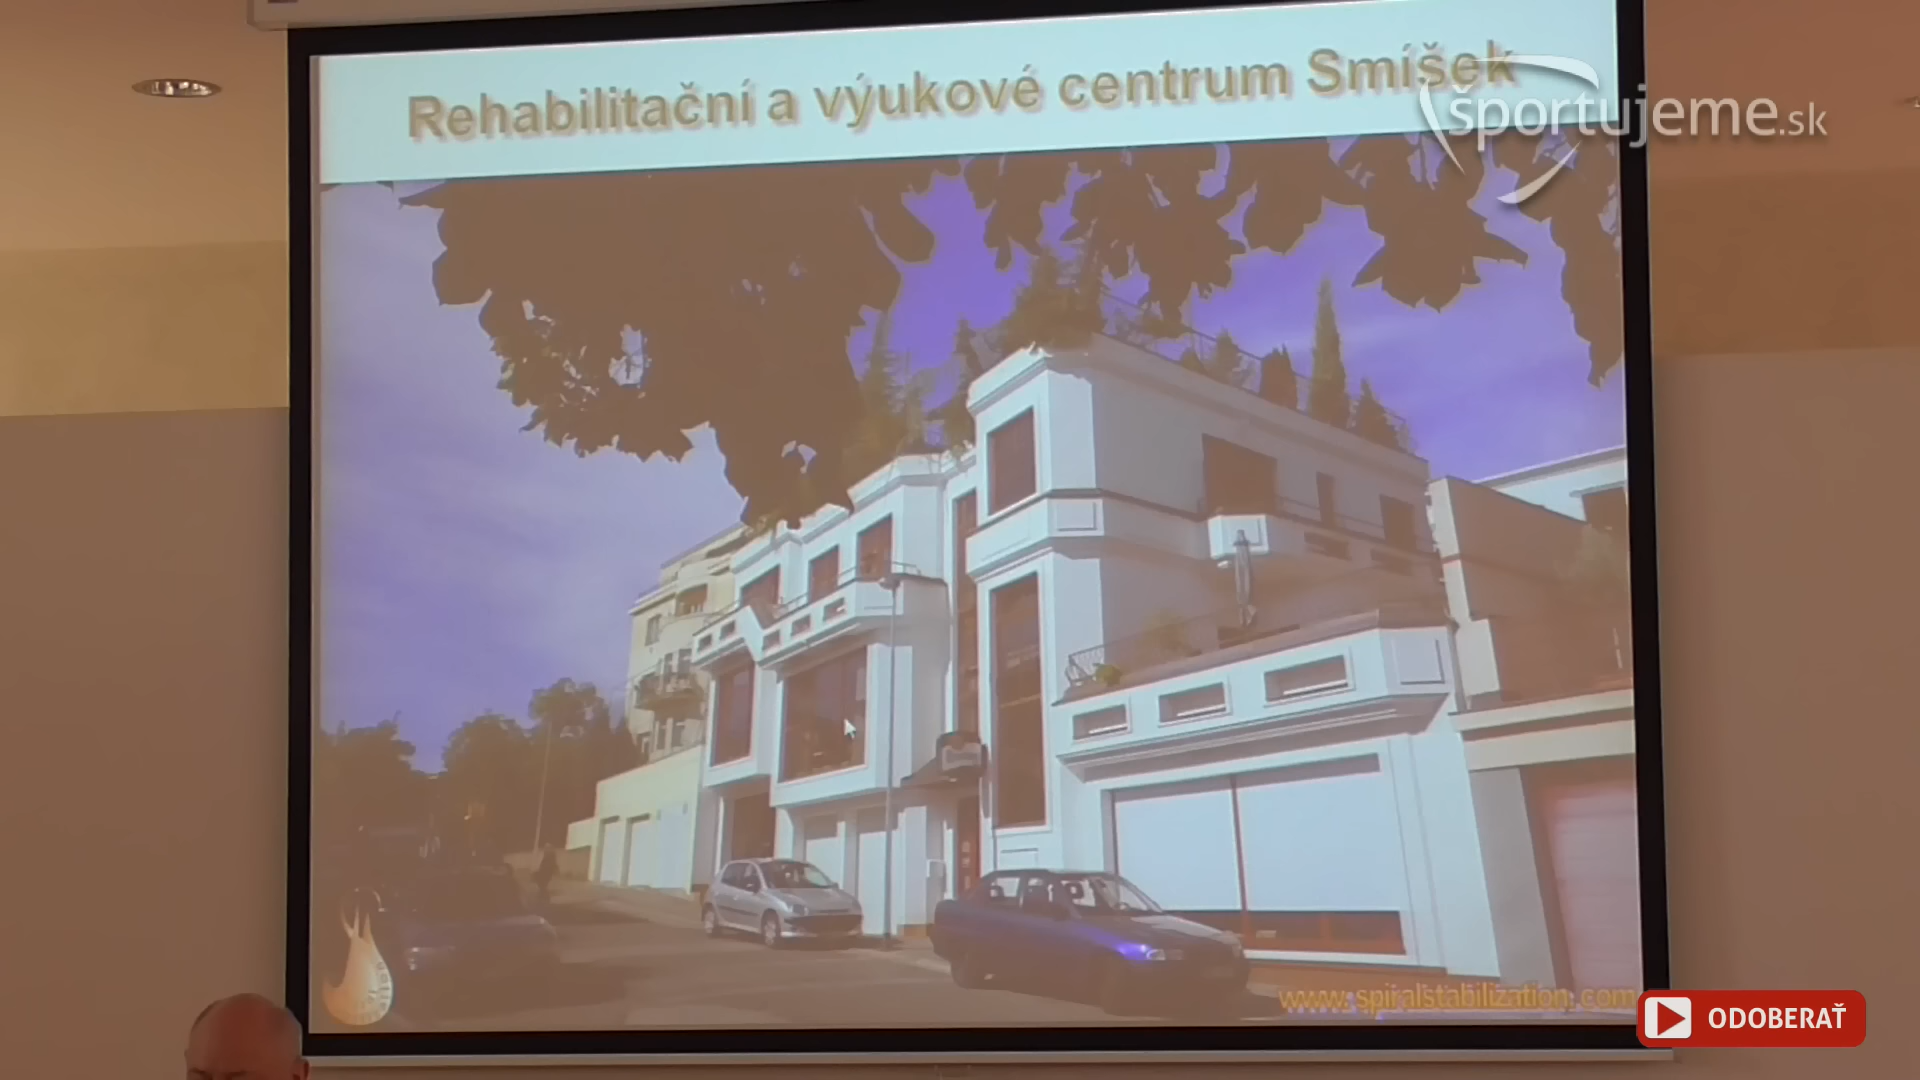 Rehabilitační a výukové centrum Smíšek
športujeme.sk
www.spiralstabilization.com
ODOBERAŤ